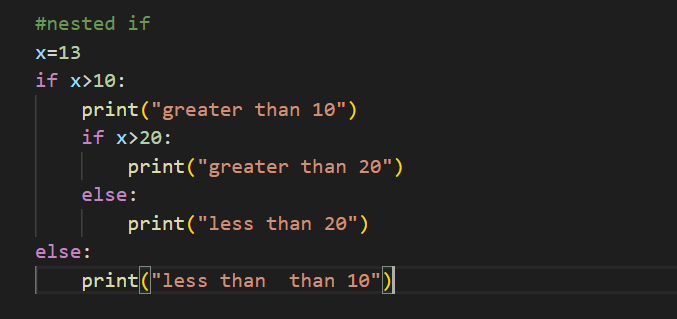 #nested if
x=13
if x>10:
    print("greater than 10")
    if x>20:
        print("greater than 20")
    else:
        print("less than 20")
else:
    print("less than  than 10")